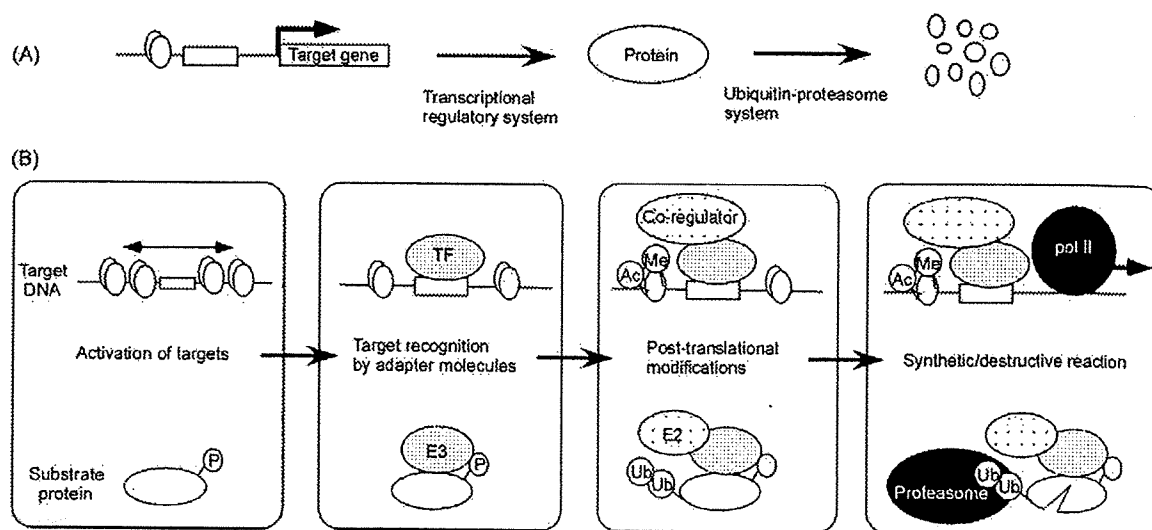 (A)
Target gene
Protein
Transcriptional
regulatory system
Ubiquitin-proteasome
system
(B)
Target
DNA
TF
Co-regulator
Ac
Me
Ac
Me
pol II
Activation of targets
Target recognition
by adapter molecules
Post-translational
modifications
Synthetic/destructive reaction
Substrate
protein
P
E3
P
E2
Ub
Ub
Proteasome
Ub
Ub